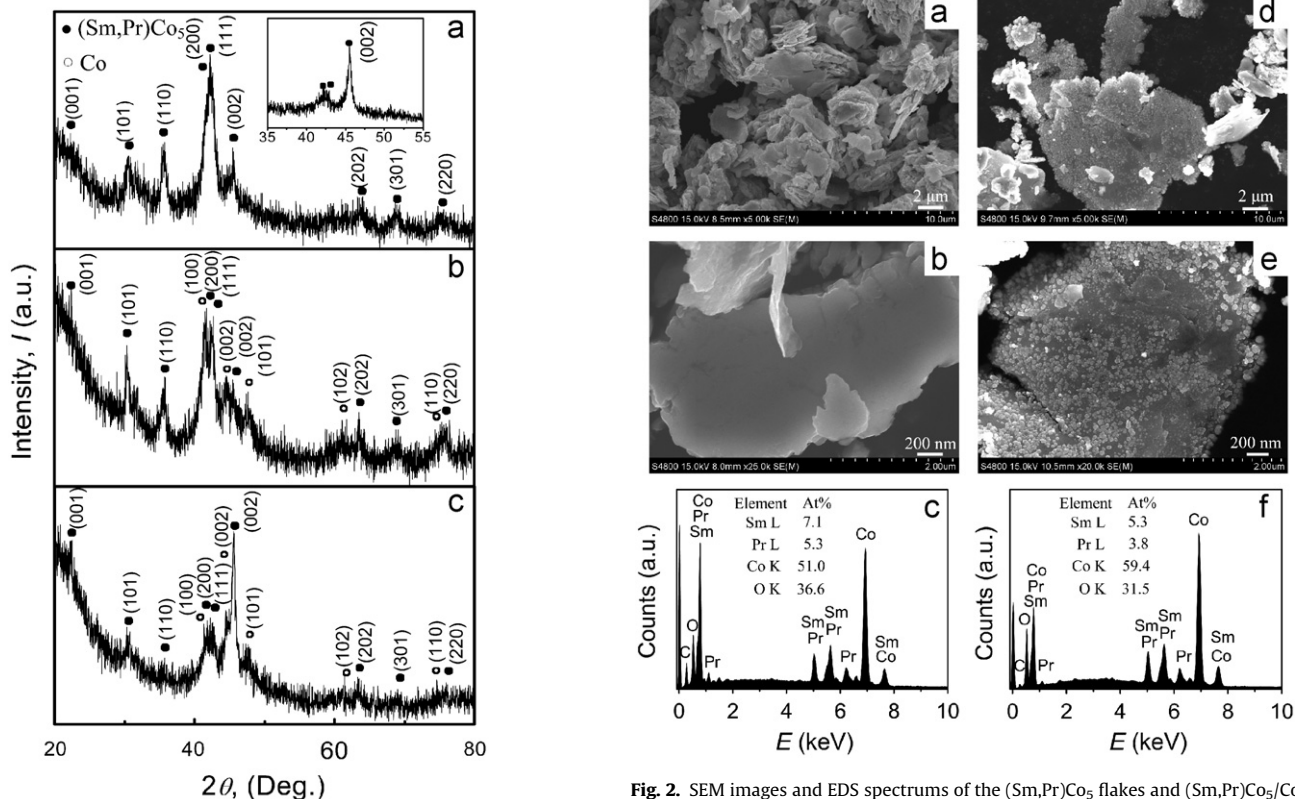 ● (Sm,Pr)Co5
○ Co
a
(001)
(101)
(110)
(200)
(111)
(002)
(202)
(301)
(220)
(002)
35 40 45 50 55
b
(001)
(101)
(110)
(100)
(200)
(111)
(002)
(002)
(101)
(102)
(202)
(301)
(110)
(220)
c
(001)
(101)
(110)
(100)
(200)
(111)
(002)
(002)
(101)
(102)
(202)
(301)
(110)
(220)
Intensity, I (a.u.)
20 40 60 80
2θ, (Deg.)
a
2 μm
S4800 15.0kV 8.5mm x5.00k SE(M) 10.0um
d
2 μm
S4800 15.0kV 9.7mm x5.00k SE(M) 10.0um
b
200 nm
S4800 15.0kV 8.0mm x25.0k SE(M) 2.00um
e
200 nm
S4800 15.0kV 10.5mm x20.0k SE(M) 2.00um
c
Element At%
Sm L 7.1
Pr L 5.3
Co K 51.0
O K 36.6
Co
Pr
Sm
O
C
Pr
Sm
Pr
Sm
Pr
Pr
Co
Sm
Co
Counts (a.u.)
0 2 4 6 8 10
E (keV)
f
Element At%
Sm L 5.3
Pr L 3.8
Co K 59.4
O K 31.5
Co
Pr
Sm
O
C
Pr
Sm
Pr
Sm
Pr
Pr
Co
Sm
Co
Counts (a.u.)
0 2 4 6 8 10
E (keV)
Fig. 2. SEM images and EDS spectrums of the (Sm,Pr)Co5 flakes and (Sm,Pr)Co5/Co